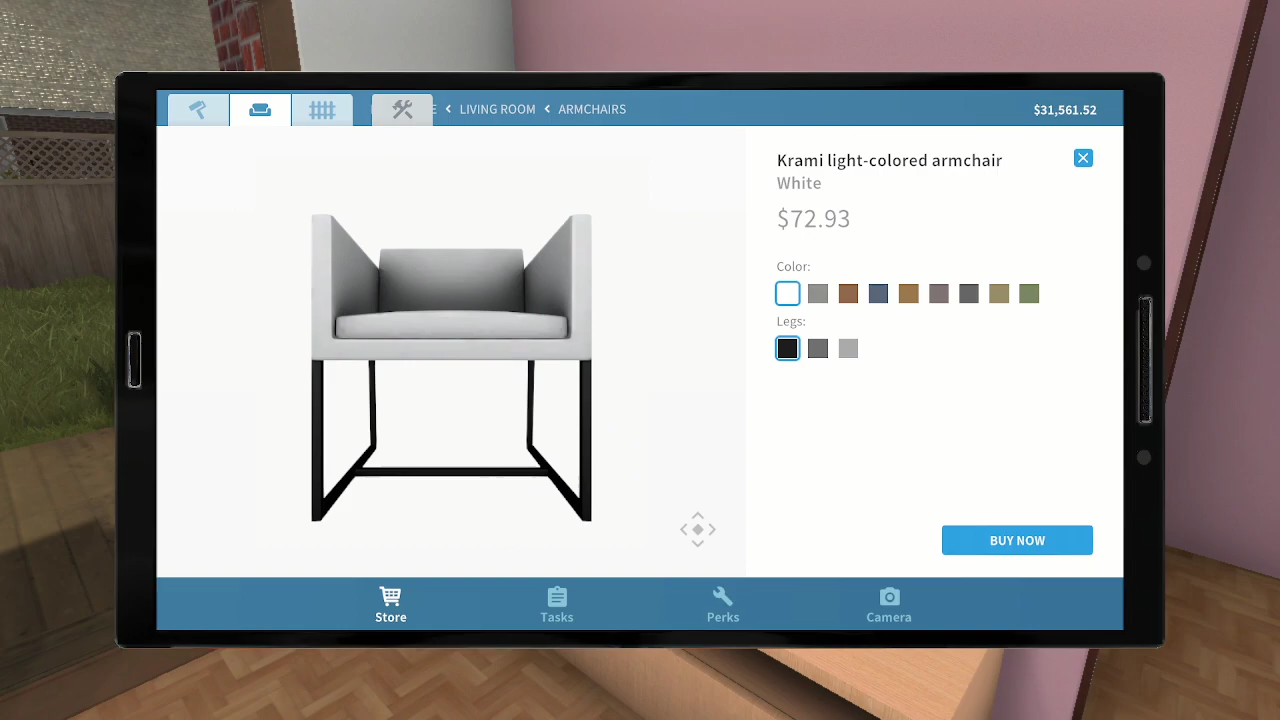 E < LIVING ROOM < ARMCHAIRS
$31,561.52
Krami light-colored armchair
White
$72.93
Color:
Legs:
BUY NOW
Store
Tasks
Perks
Camera